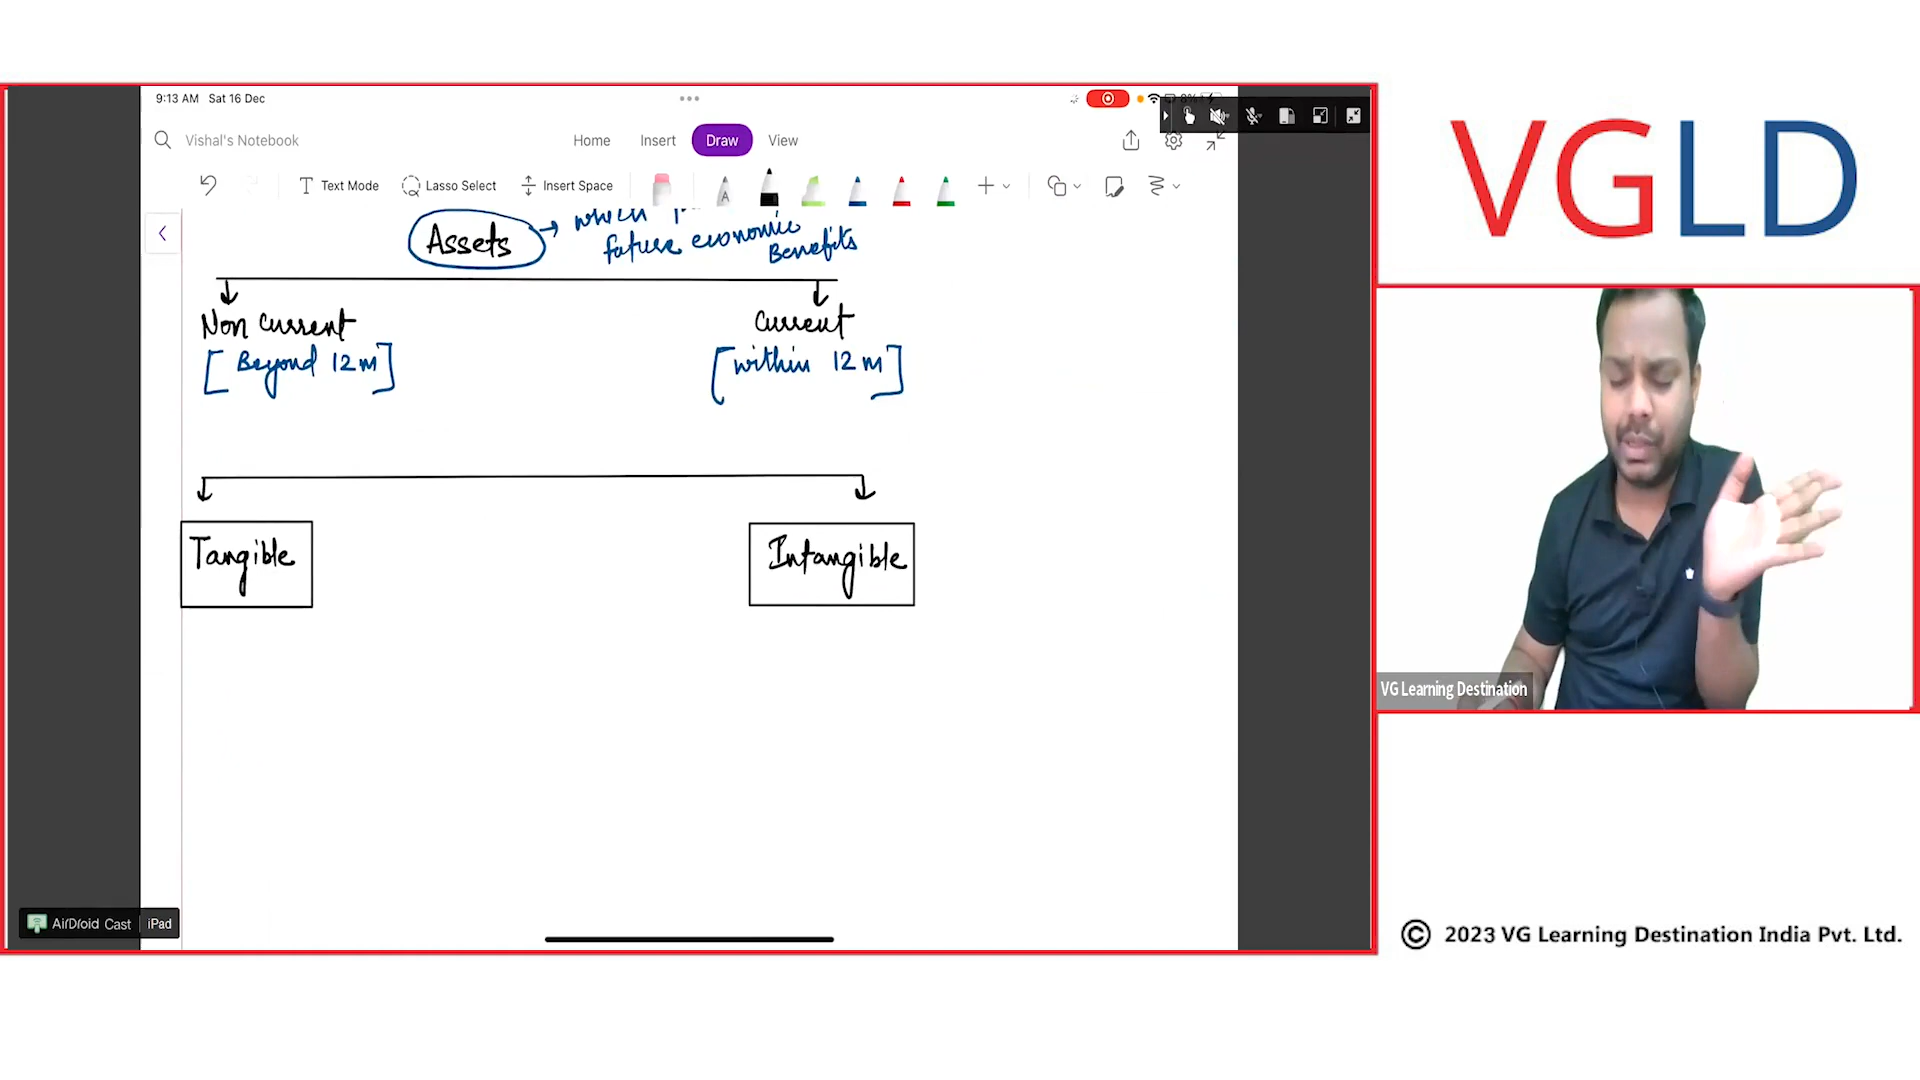 9:13 AM Sat 16 Dec
8%
Vishal's Notebook
Home Insert Draw View
Text Mode Lasso Select Insert Space
A
Assets → which
future economic
Benefits
Non current
[Beyond 12 m]
current
[within 12 m]
Tangible
Intangible
AirDroid Cast iPad
VGLD
VG Learning Destination
© 2023 VG Learning Destination India Pvt. Ltd.